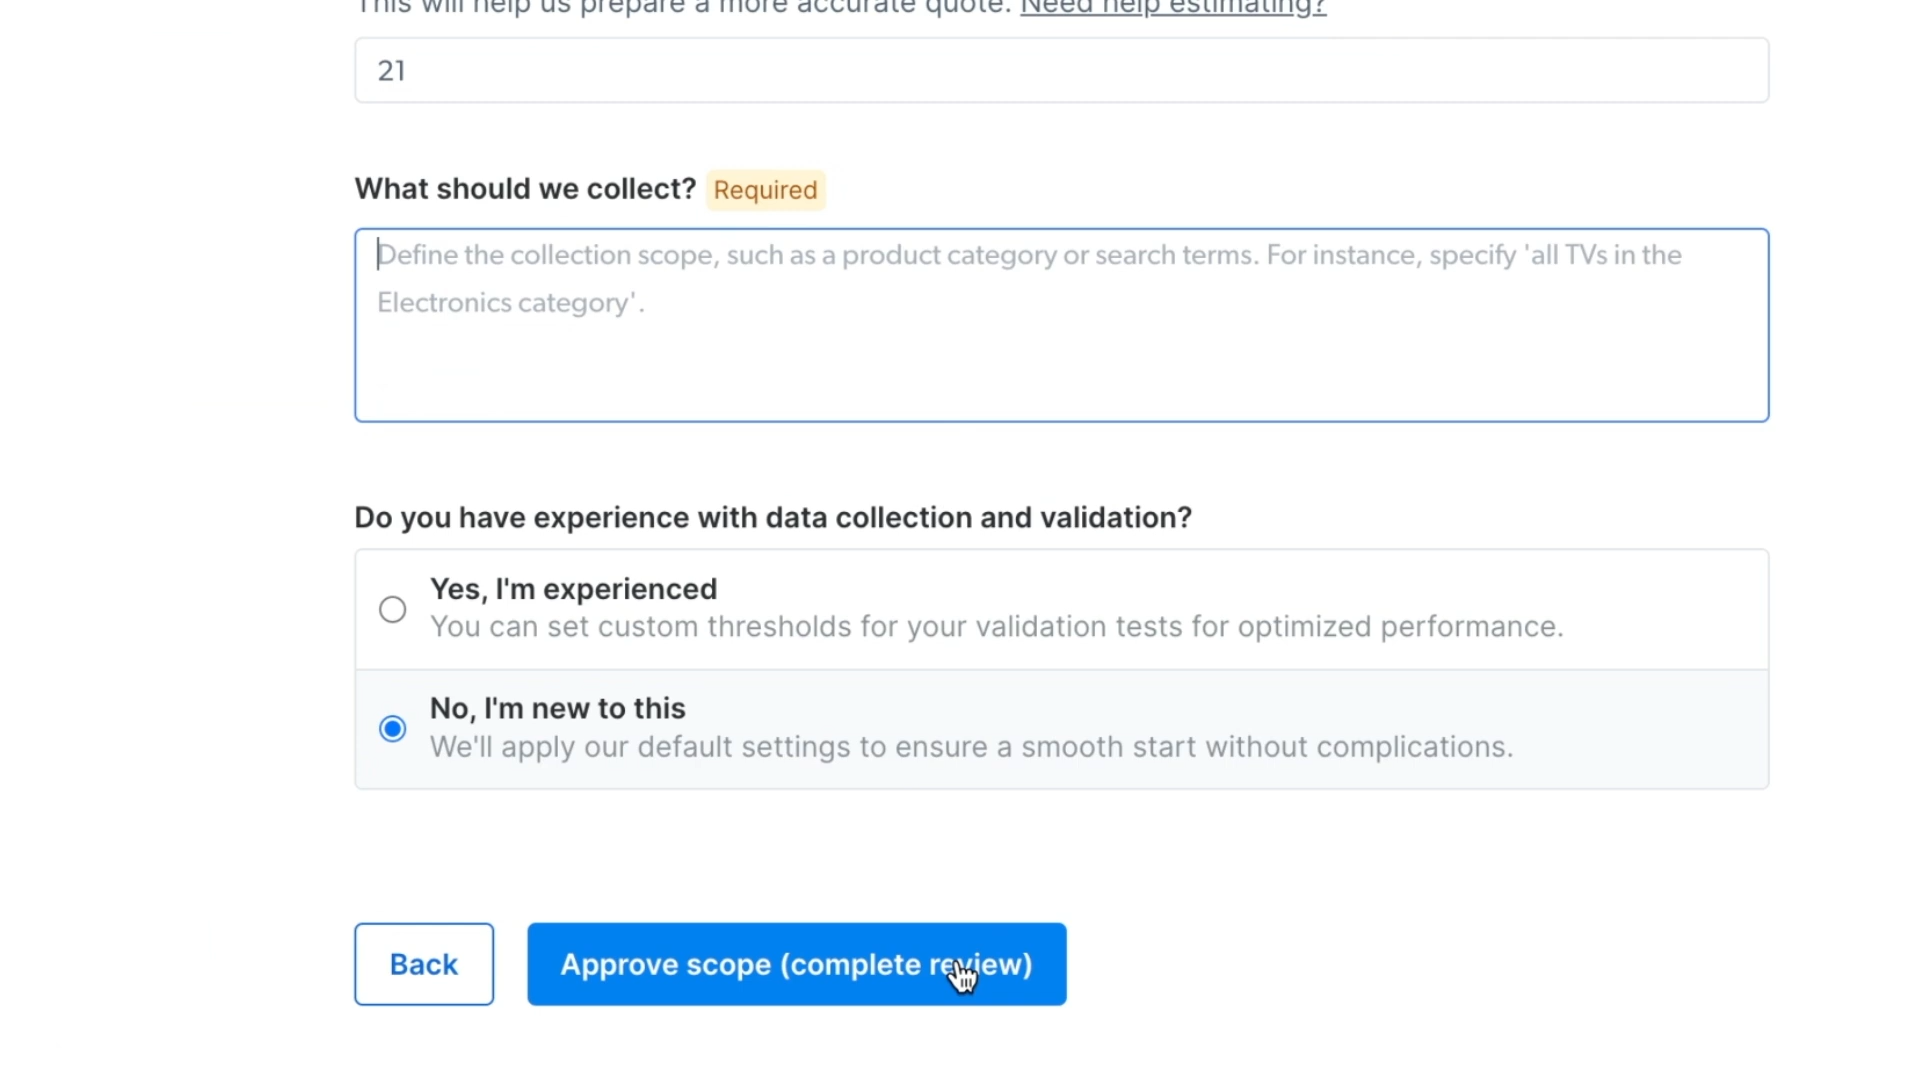 This will help us prepare a more accurate quote. Need help estimating?
21
What should we collect? Required
Define the collection scope, such as a product category or search terms. For instance, specify 'all TVs in the
Electronics category'.
Do you have experience with data collection and validation?
Yes, I'm experienced
You can set custom thresholds for your validation tests for optimized performance.
No, I'm new to this
We'll apply our default settings to ensure a smooth start without complications.
Back
Approve scope (complete review)